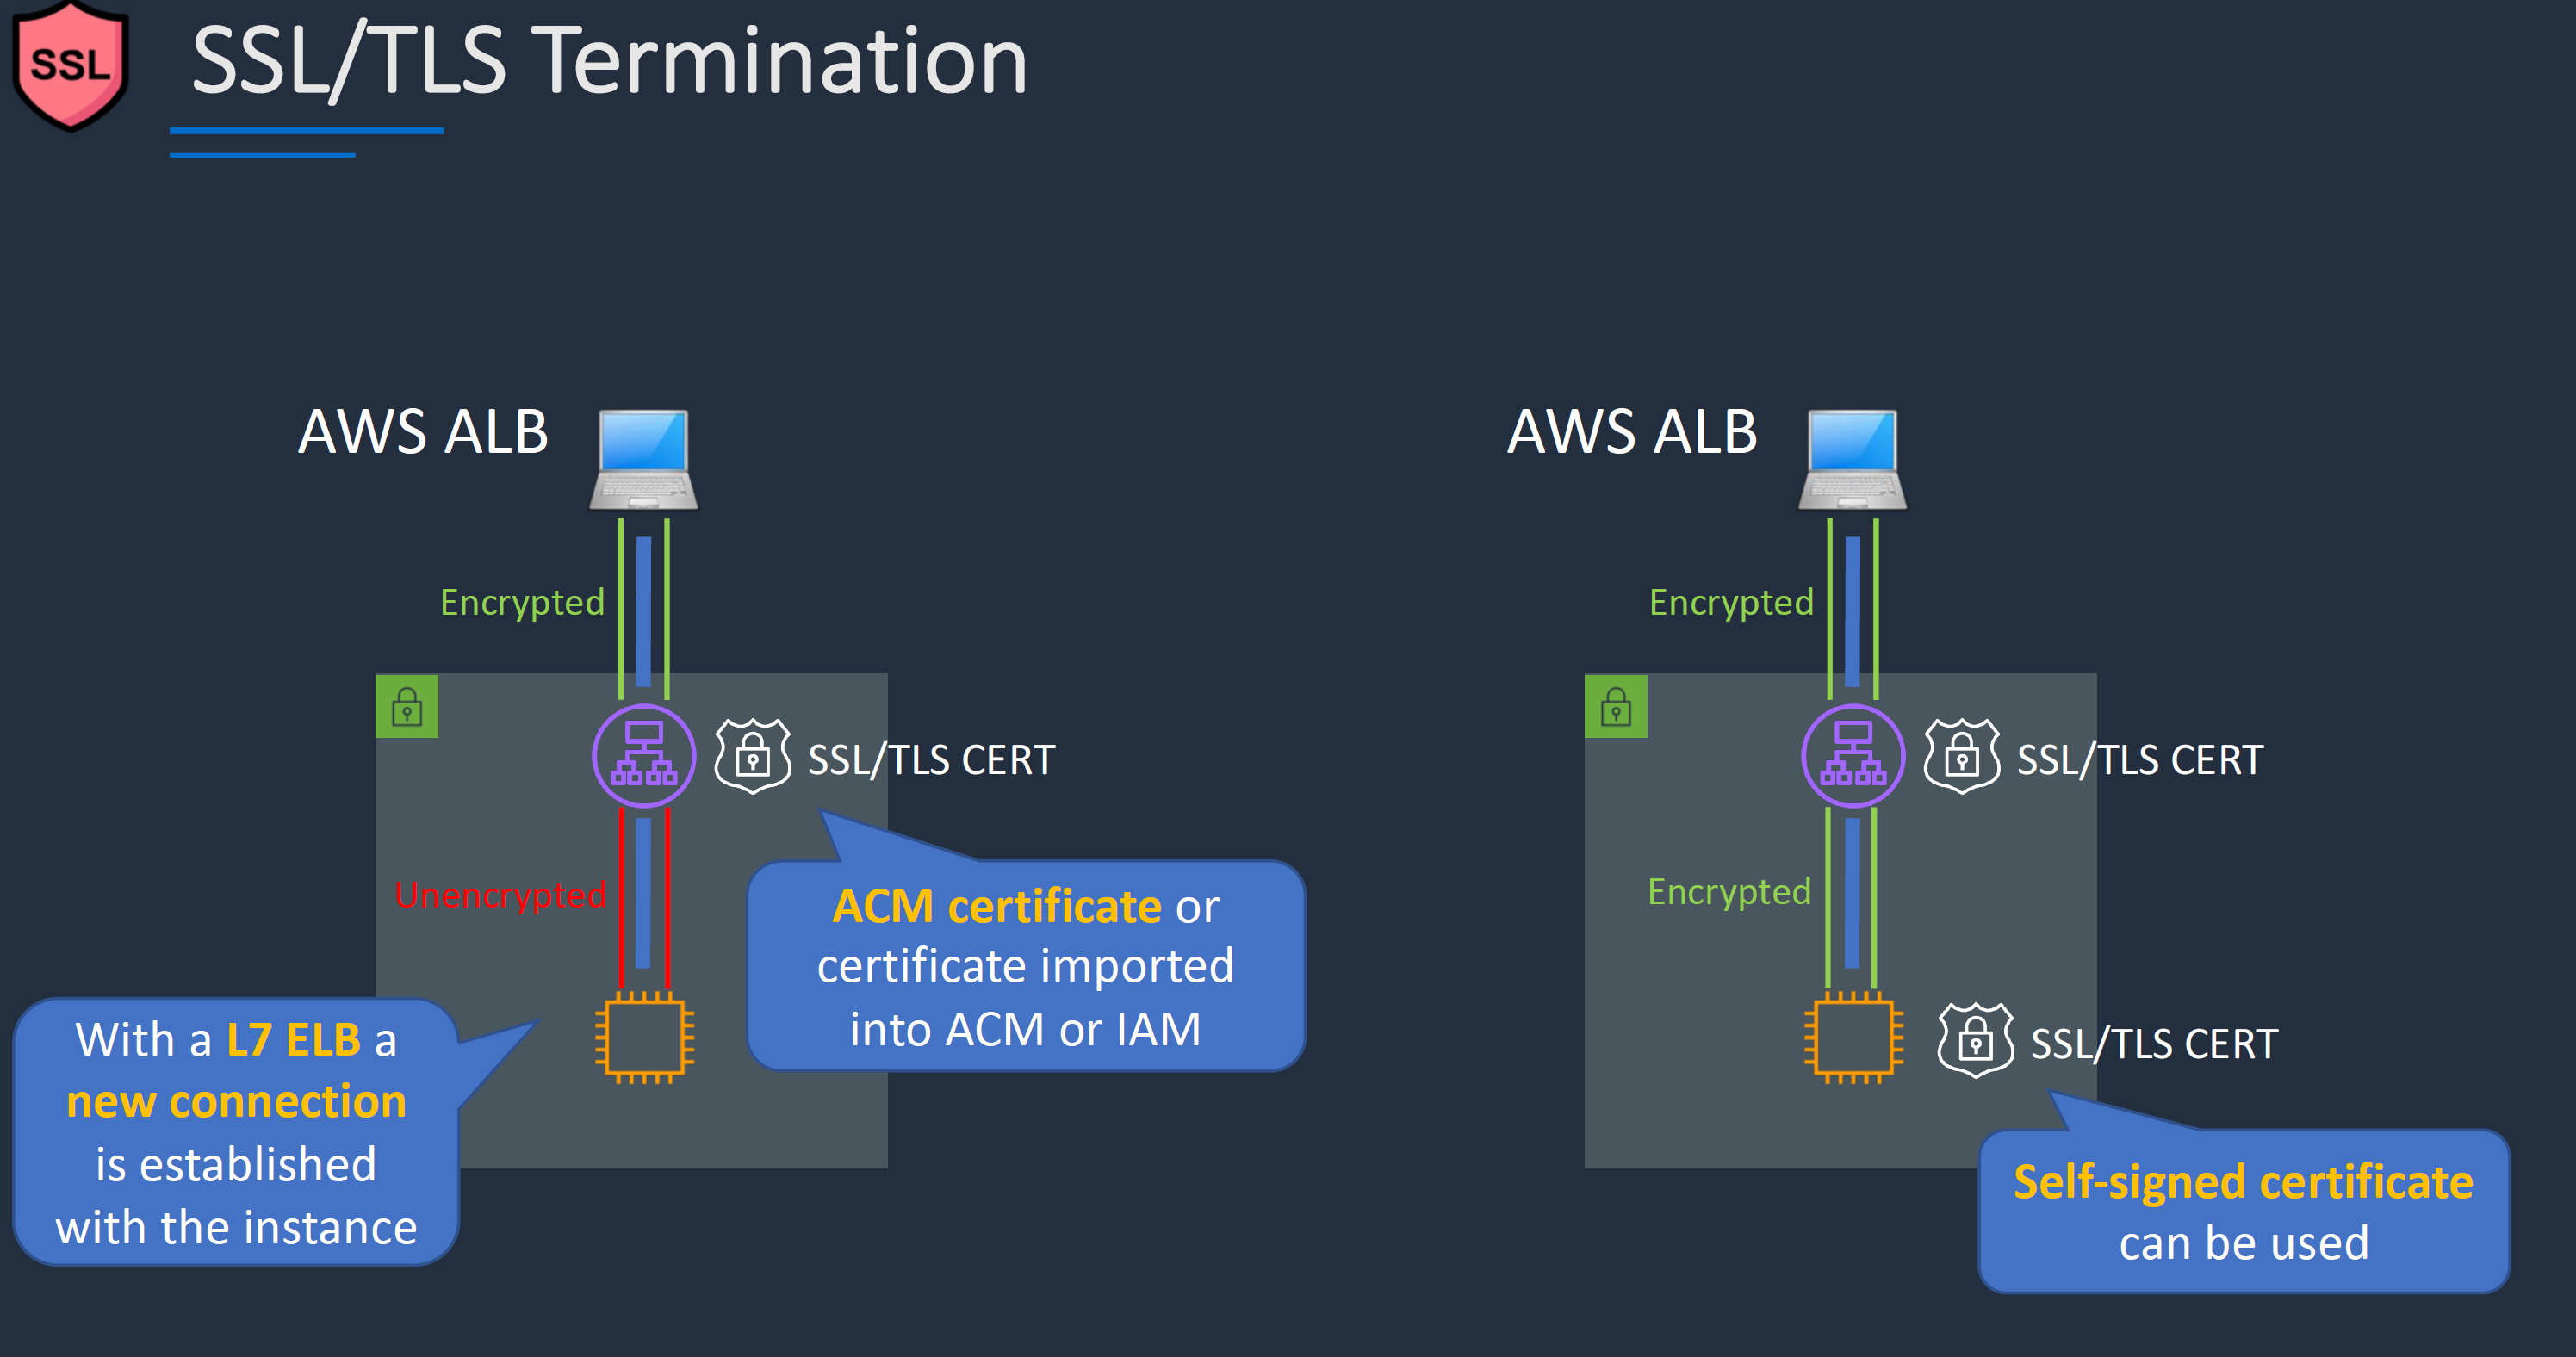 SSL
SSL/TLS Termination
AWS ALB
Encrypted
SSL/TLS CERT
Unencrypted
ACM certificate or
certificate imported
into ACM or IAM
With a L7 ELB a
new connection
is established
with the instance
AWS ALB
Encrypted
SSL/TLS CERT
Encrypted
SSL/TLS CERT
Self-signed certificate
can be used